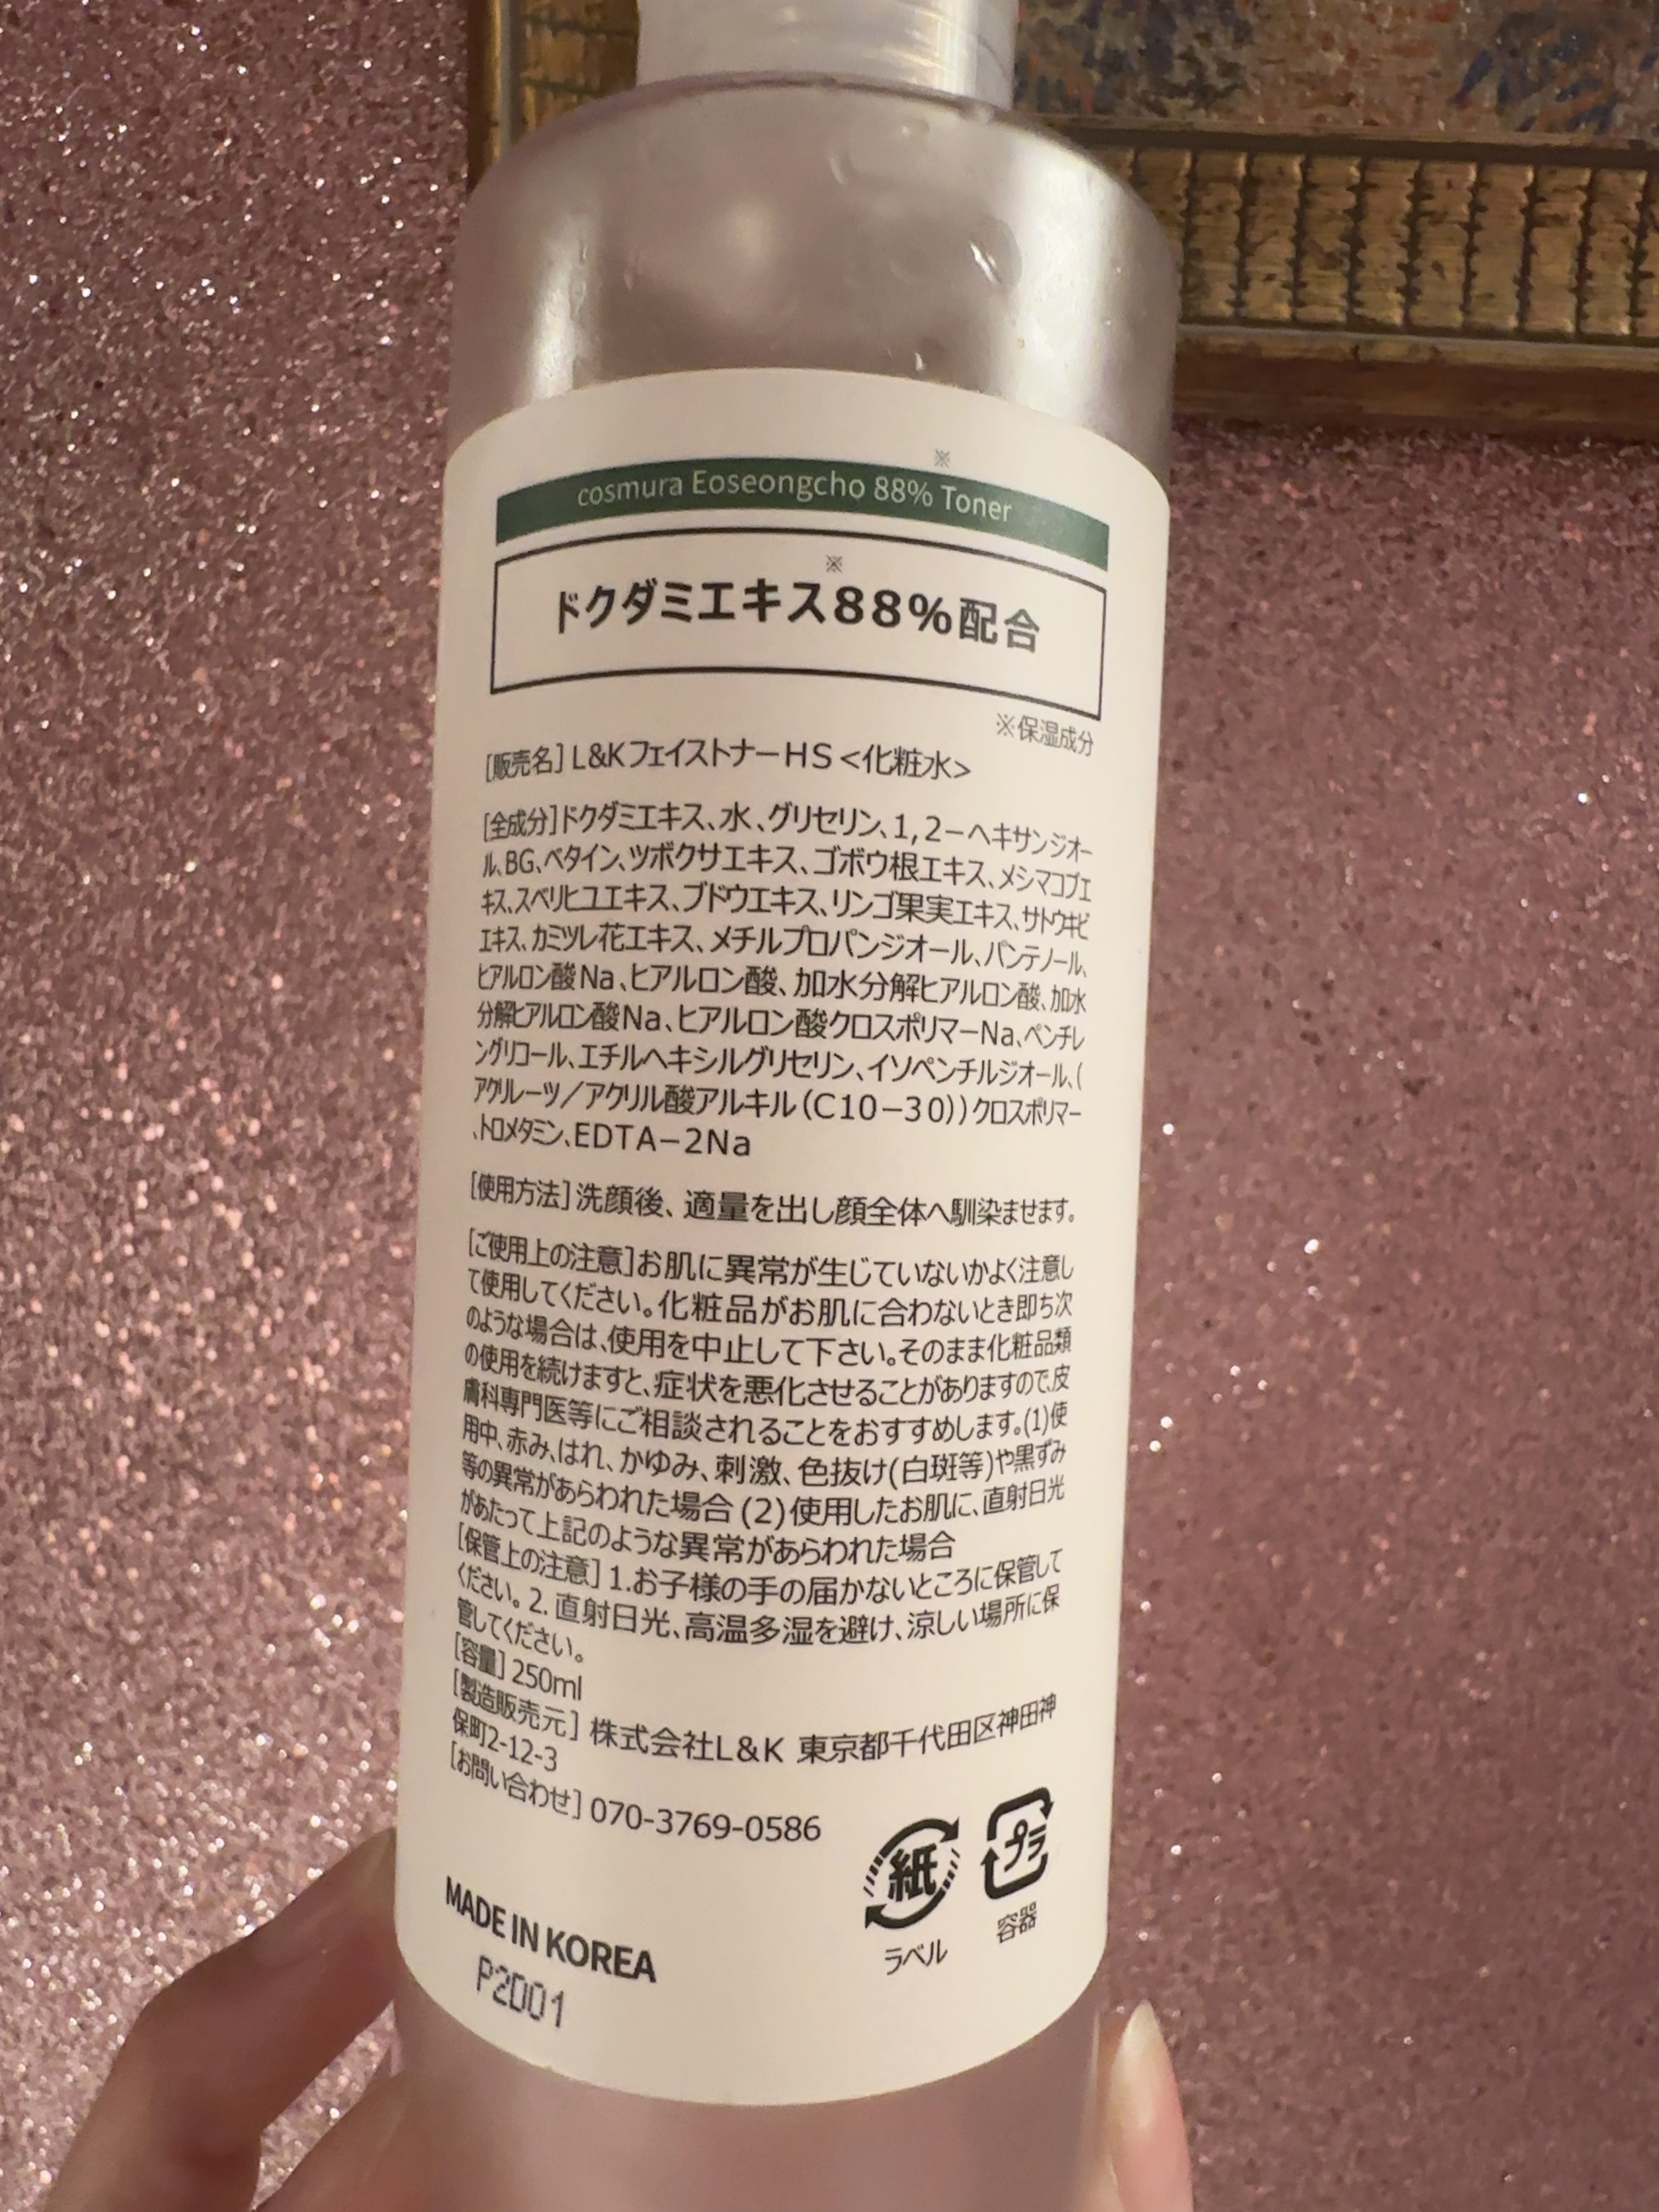 ※
cosmura Eoseongcho 88% Toner
※
ドクダミエキス88%配合
※保湿成分
[販売名] L&KフェイストナーHS<化粧水>
[全成分]ドクダミエキス、水、グリセリン、1,2－ヘキサンジオー
ル、BG、ベタイン、ツボクサエキス、ゴボウ根エキス、メシマコブエ
キス、スベリヒユエキス、ブドウエキス、リンゴ果実エキス、サトウキビ
エキス、カミツレ花エキス、メチルプロパンジオール、パンテノール、
ヒアルロン酸Na、ヒアルロン酸、加水分解ヒアルロン酸、加水
分解ヒアルロン酸Na、ヒアルロン酸クロスポリマーNa、ペンチレ
ングリコール、エチルヘキシルグリセリン、イソペンチルジオール、(
アクリレーツ／アクリル酸アルキル(C10－30))クロスポリマー
、トロメタミン、EDTA－2Na
[使用方法] 洗顔後、適量を出し顔全体へ馴染ませます。
[ご使用上の注意]お肌に異常が生じていないかよく注意し
て使用してください。化粧品がお肌に合わないとき即ち次
のような場合は、使用を中止して下さい。そのまま化粧品類
の使用を続けますと、症状を悪化させることがありますので、皮
膚科専門医等にご相談されることをおすすめします。(1)使
用中、赤み、はれ、かゆみ、刺激、色抜け(白斑等)や黒ずみ
等の異常があらわれた場合 (2)使用したお肌に、直射日光
があたって上記のような異常があらわれた場合
[保管上の注意] 1.お子様の手の届かないところに保管して
ください。2. 直射日光、高温多湿を避け、涼しい場所に保
管してください。
[容量] 250ml
[製造販売元] 株式会社L&K 東京都千代田区神田神
保町2-12-3
[お問い合わせ] 070-3769-0586
紙
プラ
ラベル
容器
MADE IN KOREA
P2D01